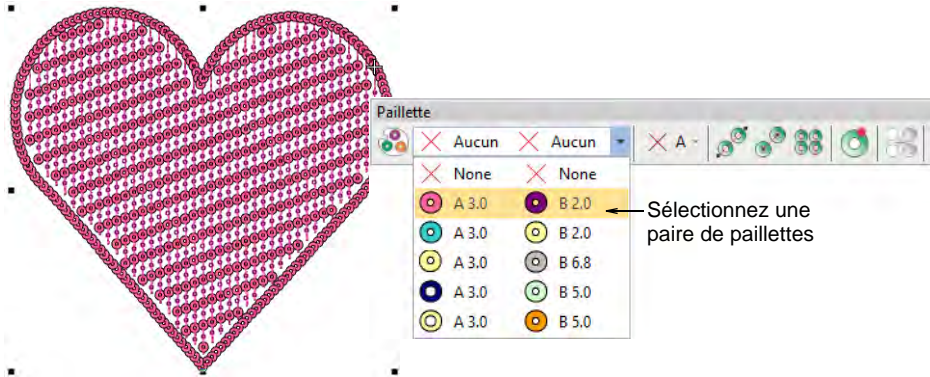 Paillette
Aucun Aucun A
None None
A 3.0 B 2.0
A 3.0 B 2.0
A 3.0 B 6.8
A 3.0 B 5.0
A 3.0 B 5.0
Sélectionnez une
paire de paillettes